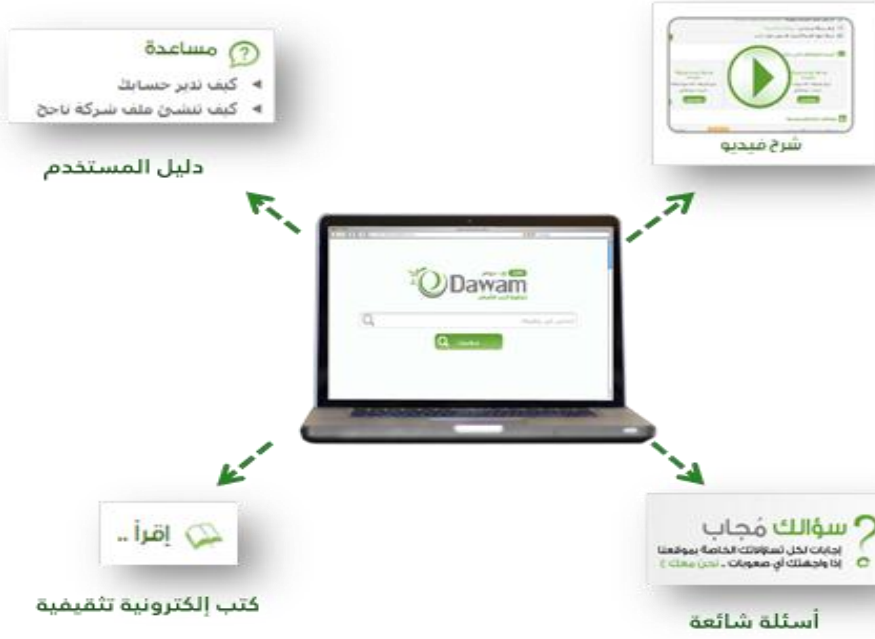 مساعدة
كيف تدير حسابك
كيف تنشئ ملف شركة ناجح
دليل المستخدم
شرح فيديو
Dawam
إقرأ ..
كتب إلكترونية تثقيفية
سؤالك مُجاب
إجابات لكل تساؤلاتك الخاصة بموقعنا
إذا واجهتك أي صعوبات .. نحن معك :)
أسئلة شائعة